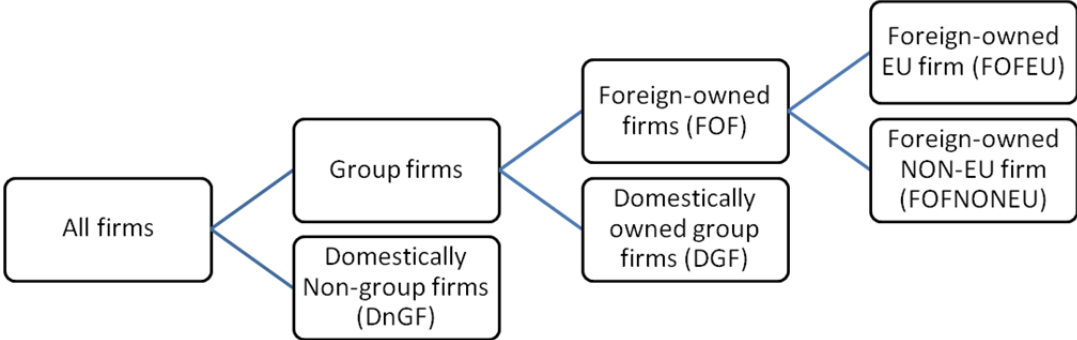 All firms
Group firms
Domestically
Non-group firms
(DnGF)
Foreign-owned
firms (FOF)
Domestically
owned group
firms (DGF)
Foreign-owned
EU firm (FOFEU)
Foreign-owned
NON-EU firm
(FOFNONEU)